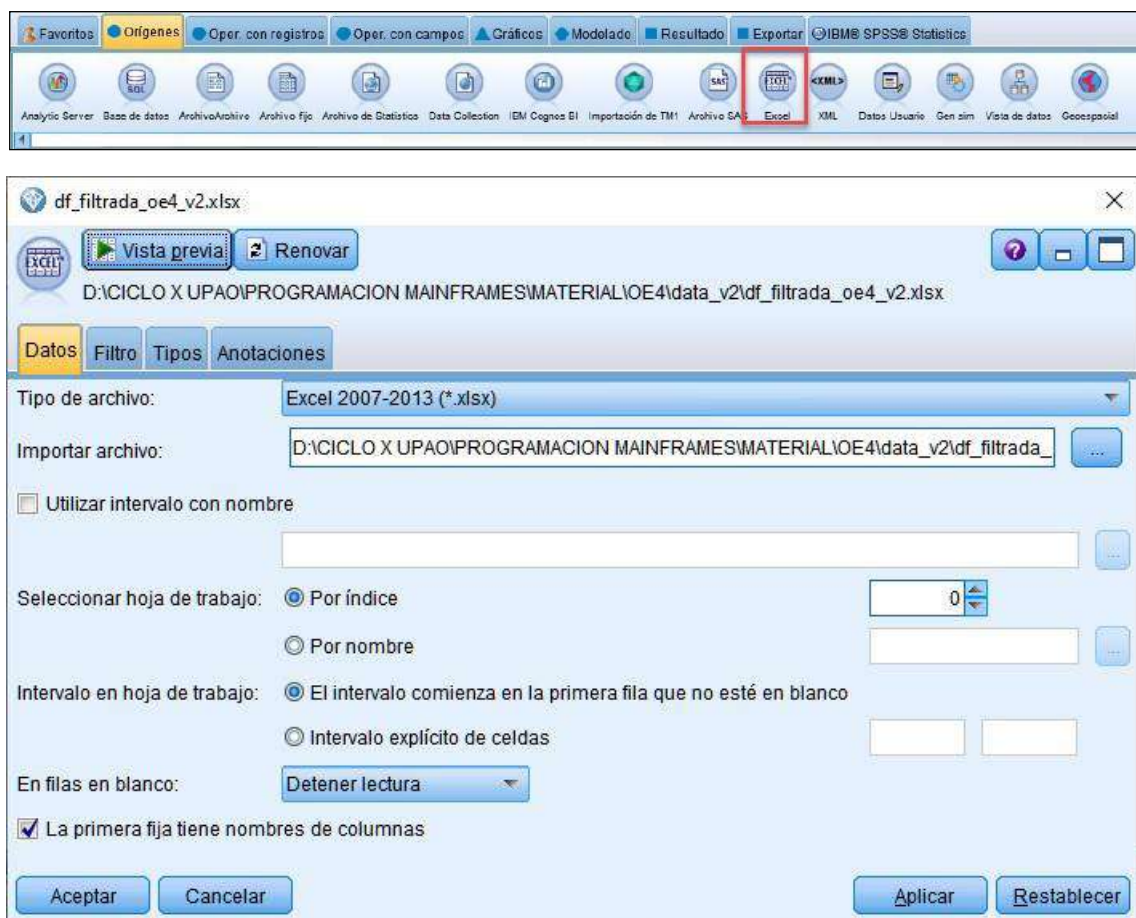 Favoritos Orígenes Oper. con registros Oper. con campos Gráficos Modelado Resultado Exportar IBM® SPSS® Statistics
SQL SAS EXCEL <XML>
Analytic Server Base de datos ArchivoArchivo Archivo fijo Archivo de Statistics Data Collection IBM Cognos BI Importación de TM1 Archivo SAS Excel XML Datos Usuario Gen sim Vista de datos Geoespacial
df_filtrada_oe4_v2.xlsx
EXCEL Vista previa Renovar
D:\CICLO X UPAO\PROGRAMACION MAINFRAMES\MATERIAL\OE4\data_v2\df_filtrada_oe4_v2.xlsx
Datos Filtro Tipos Anotaciones
Tipo de archivo: Excel 2007-2013 (*.xlsx)
Importar archivo: D:\CICLO X UPAO\PROGRAMACION MAINFRAMES\MATERIAL\OE4\data_v2\df_filtrada_ ...
Utilizar intervalo con nombre
...
Seleccionar hoja de trabajo: Por índice 0
Por nombre ...
Intervalo en hoja de trabajo: El intervalo comienza en la primera fila que no esté en blanco
Intervalo explícito de celdas
En filas en blanco: Detener lectura
La primera fija tiene nombres de columnas
Aceptar Cancelar Aplicar Restablecer